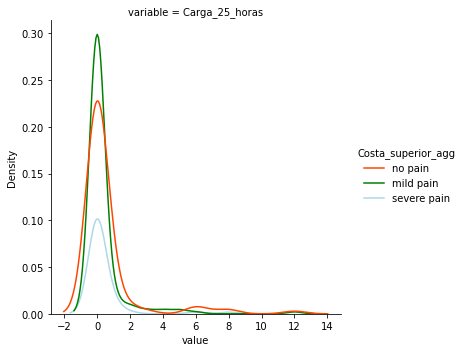 variable = Carga_25_horas
0.30
0.25
0.20
0.15
0.10
0.05
0.00
Density
−2
0
2
4
6
8
10
12
14
value
Costa_superior_agg
no pain
mild pain
severe pain